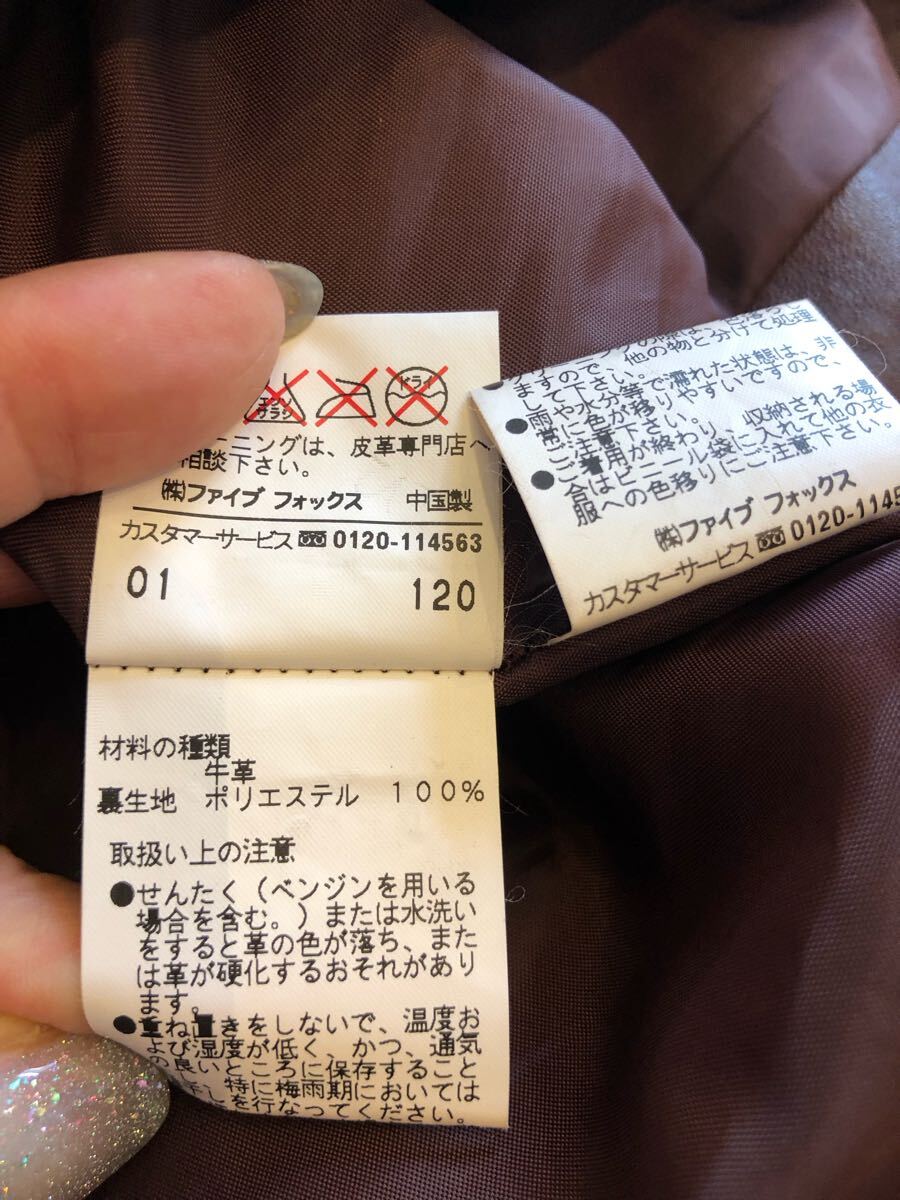 エンソ
サラシ
ドライ
ーニングは、皮革専門店へ
相談下さい。
㈱ファイブ フォックス 中国製
カスタマーサービス 0120-114563
01 120
材料の種類
牛革
裏生地 ポリエステル 100%
取扱い上の注意
●せんたく（ベンジンを用いる
場合を含む。）または水洗い
をすると革の色が落ち、また
は革が硬化するおそれがあり
ます。
●重ね置きをしないで、温度お
よび湿度が低く、かつ、通気
の良いところに保存すること
特に梅雨期においては
しを行なってください。
ますので、他の物と分けて処理
して下さい。
●雨や水分等で濡れた状態は、非
常に色が移りやすいですので、
ご注意下さい。
●ご着用が終わり、収納される場
合はビニール袋に入れて他の衣
服への色移りにご注意下さい。
㈱ファイブ フォックス
カスタマーサービス 0120-1145